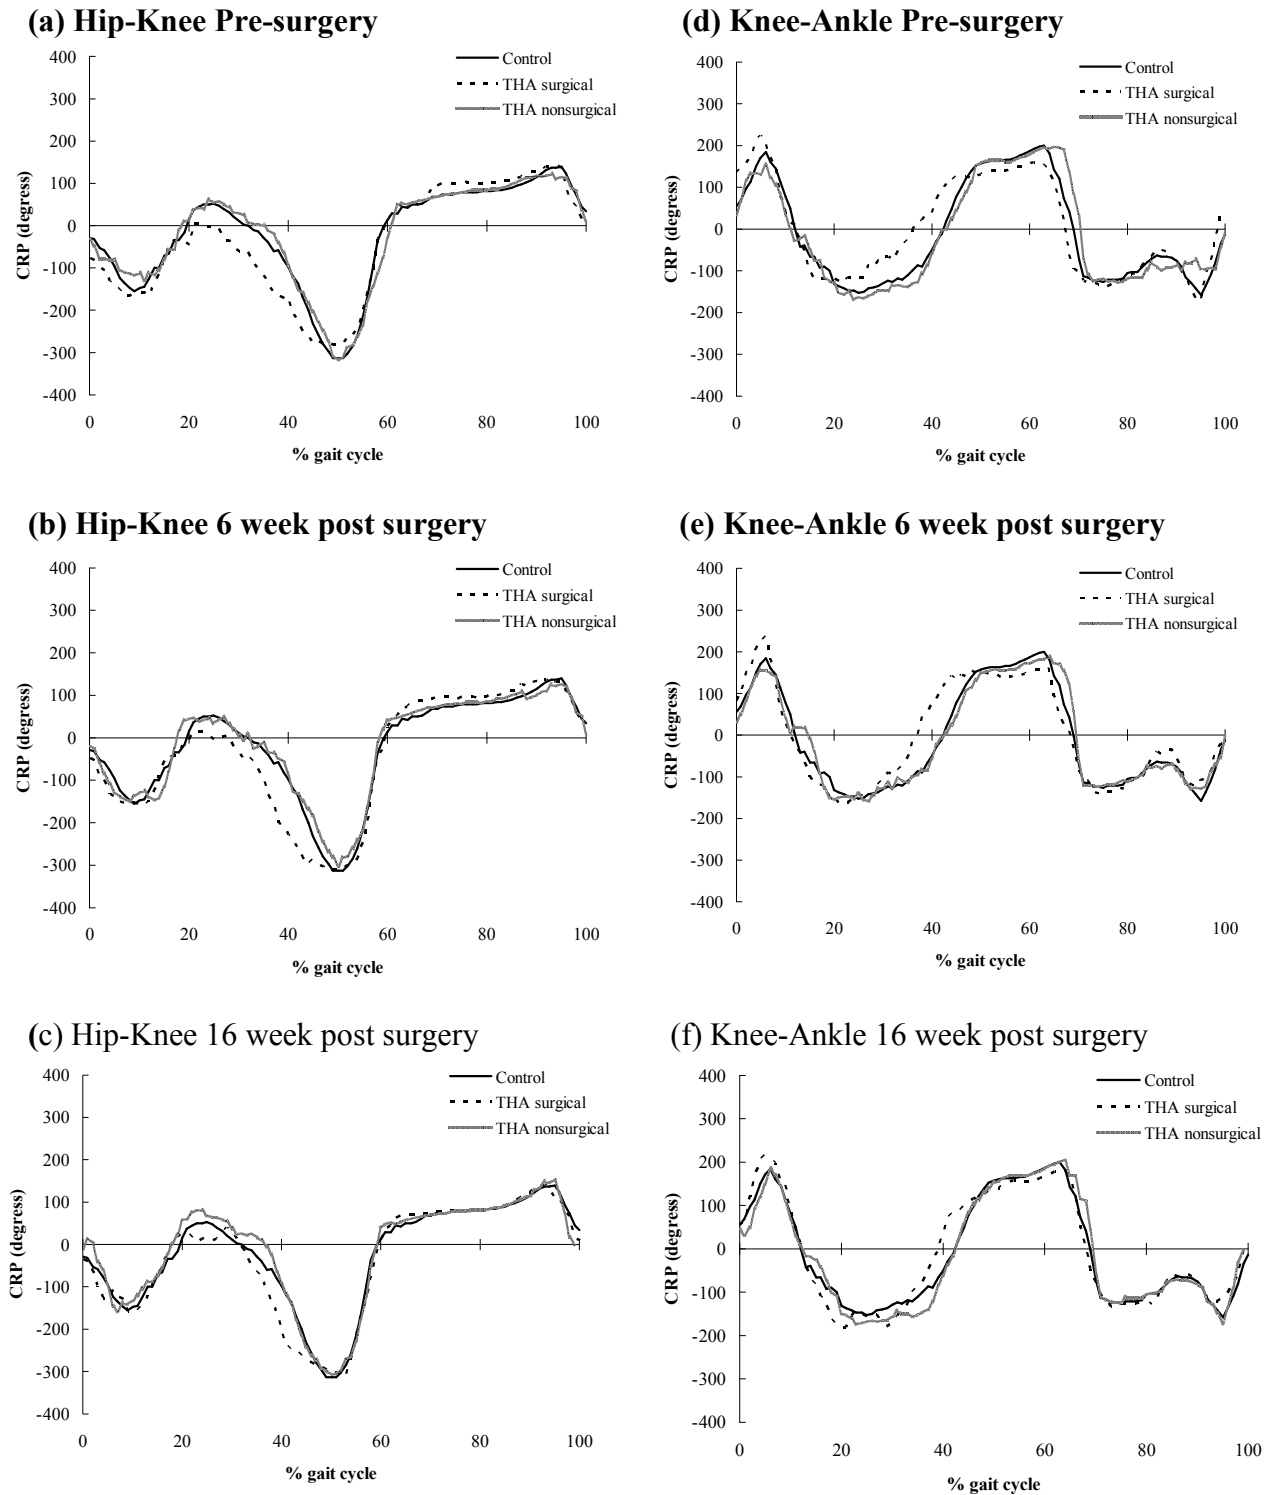 (a) Hip-Knee Pre-surgery
400
300
200
100
0
-100
-200
-300
-400
CRP (degress)
Control
THA surgical
THA nonsurgical
0 20 40 60 80 100
% gait cycle
(d) Knee-Ankle Pre-surgery
400
300
200
100
0
-100
-200
-300
-400
CRP (degress)
Control
THA surgical
THA nonsurgical
0 20 40 60 80 100
% gait cycle
(b) Hip-Knee 6 week post surgery
400
300
200
100
0
-100
-200
-300
-400
CRP (degress)
Control
THA surgical
THA nonsurgical
0 20 40 60 80 100
% gait cycle
(e) Knee-Ankle 6 week post surgery
400
300
200
100
0
-100
-200
-300
-400
CRP (degress)
Control
THA surgical
THA nonsurgical
0 20 40 60 80 100
% gait cycle
(c) Hip-Knee 16 week post surgery
400
300
200
100
0
-100
-200
-300
-400
CRP (degress)
Control
THA surgical
THA nonsurgical
0 20 40 60 80 100
% gait cycle
(f) Knee-Ankle 16 week post surgery
400
300
200
100
0
-100
-200
-300
-400
CRP (degress)
Control
THA surgical
THA nonsurgical
0 20 40 60 80 100
% gait cycle